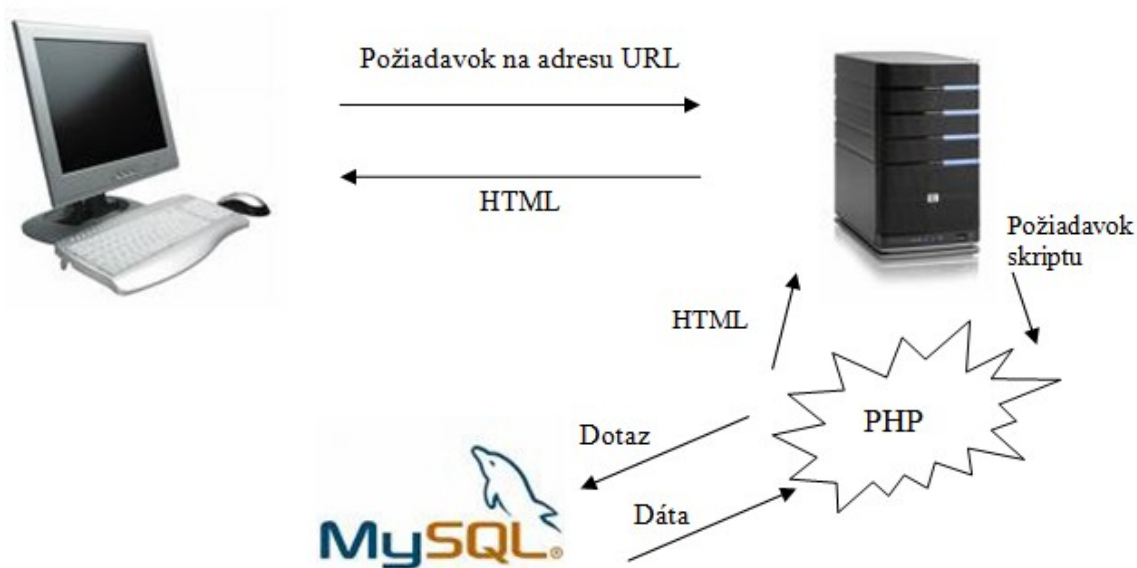 Požiadavok na adresu URL
HTML
Požiadavok
skriptu
HTML
PHP
Dotaz
Dáta
MySQL®